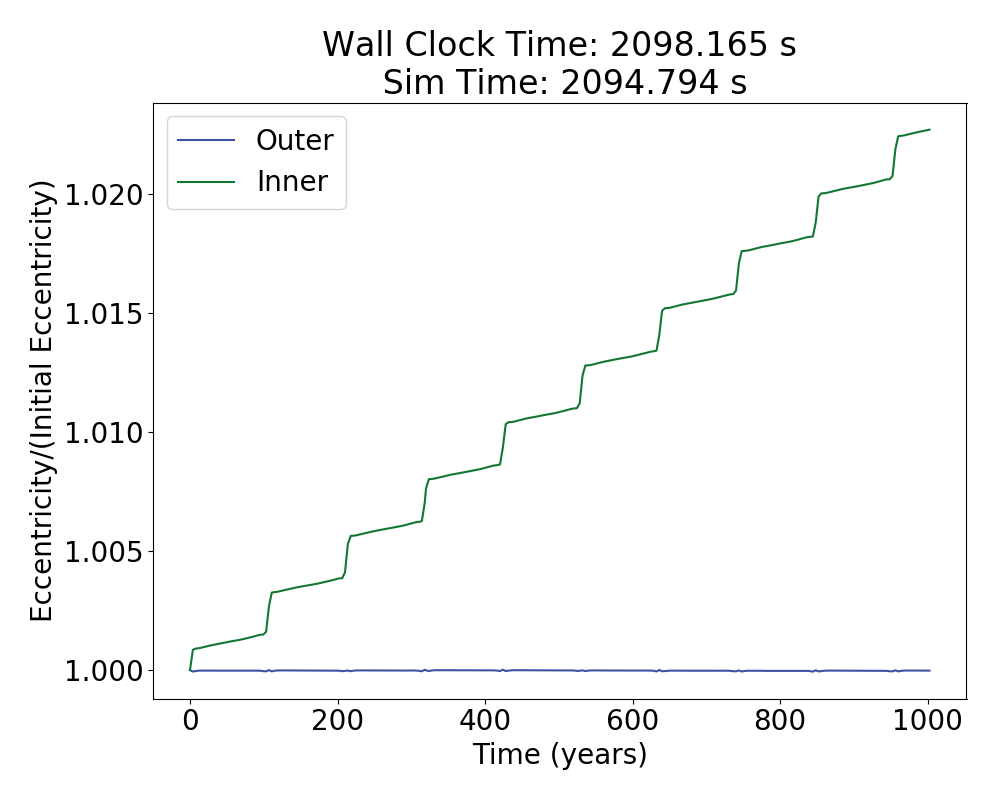 Wall Clock Time: 2098.165 s
Sim Time: 2094.794 s
Outer
Inner
Eccentricity/(Initial Eccentricity)
1.020
1.015
1.010
1.005
1.000
0 200 400 600 800 1000
Time (years)